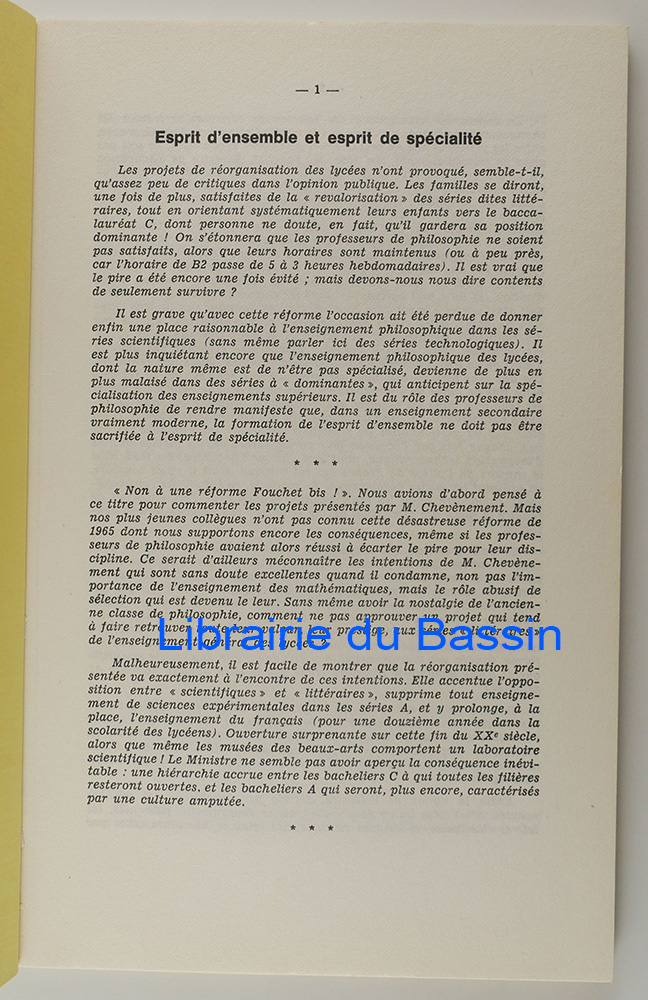 — 1 —
Esprit d'ensemble et esprit de spécialité
Les projets de réorganisation des lycées n'ont provoqué, semble-t-il,
qu'assez peu de critiques dans l'opinion publique. Les familles se diront,
une fois de plus, satisfaites de la « revalorisation » des séries dites litté-
raires, tout en orientant systématiquement leurs enfants vers le bacca-
lauréat C, dont personne ne doute, en fait, qu'il gardera sa position
dominante ! On s'étonnera que les professeurs de philosophie ne soient
pas satisfaits, alors que leurs horaires sont maintenus (ou à peu près,
car l'horaire de B2 passe de 5 à 3 heures hebdomadaires). Il est vrai que
le pire a été encore une fois évité ; mais devons-nous nous dire contents
de seulement survivre ?
Il est grave qu'avec cette réforme l'occasion ait été perdue de donner
enfin une place raisonnable à l'enseignement philosophique dans les sé-
ries scientifiques (sans même parler ici des séries technologiques). Il
est plus inquiétant encore que l'enseignement philosophique des lycées,
dont la nature même est de n'être pas spécialisé, devienne de plus en
plus malaisé dans des séries à « dominantes », qui anticipent sur la spé-
cialisation des enseignements supérieurs. Il est du rôle des professeurs de
philosophie de rendre manifeste que, dans un enseignement secondaire
vraiment moderne, la formation de l'esprit d'ensemble ne doit pas être
sacrifiée à l'esprit de spécialité.
* * *
« Non à une réforme Fouchet bis ! ». Nous avions d'abord pensé à
ce titre pour commenter les projets présentés par M. Chevènement. Mais
nos plus jeunes collègues n'ont pas connu cette désastreuse réforme de
1965 dont nous supportons encore les conséquences, même si les profes-
seurs de philosophie avaient alors réussi à écarter le pire pour leur dis-
cipline. Ce serait d'ailleurs méconnaître les intentions de M. Chevène-
ment qui sont sans doute excellentes quand il condamne, non pas l'im-
portance de l'enseignement des mathématiques, mais le rôle abusif de
sélection qui est devenu le leur. Sans même avoir la nostalgie de l'ancien-
ne classe de philosophie, comment ne pas approuver un projet qui tend
à faire retrouver toute leur valeur, leur prestige, aux séries « littéraires »
de l'enseignement général des lycées ?
Librairie du Bassin
Malheureusement, il est facile de montrer que la réorganisation pré-
sentée va exactement à l'encontre de ces intentions. Elle accentue l'oppo-
sition entre « scientifiques » et « littéraires », supprime tout enseigne-
ment de sciences expérimentales dans les séries A, et y prolonge, à la
place, l'enseignement du français (pour une douzième année dans la
scolarité des lycéens). Ouverture surprenante sur cette fin du XXe siècle,
alors que même les musées des beaux-arts comportent un laboratoire
scientifique ! Le Ministre ne semble pas avoir aperçu la conséquence inévi-
table : une hiérarchie accrue entre les bacheliers C à qui toutes les filières
resteront ouvertes, et les bacheliers A qui seront, plus encore, caractérisés
par une culture amputée.
* * *